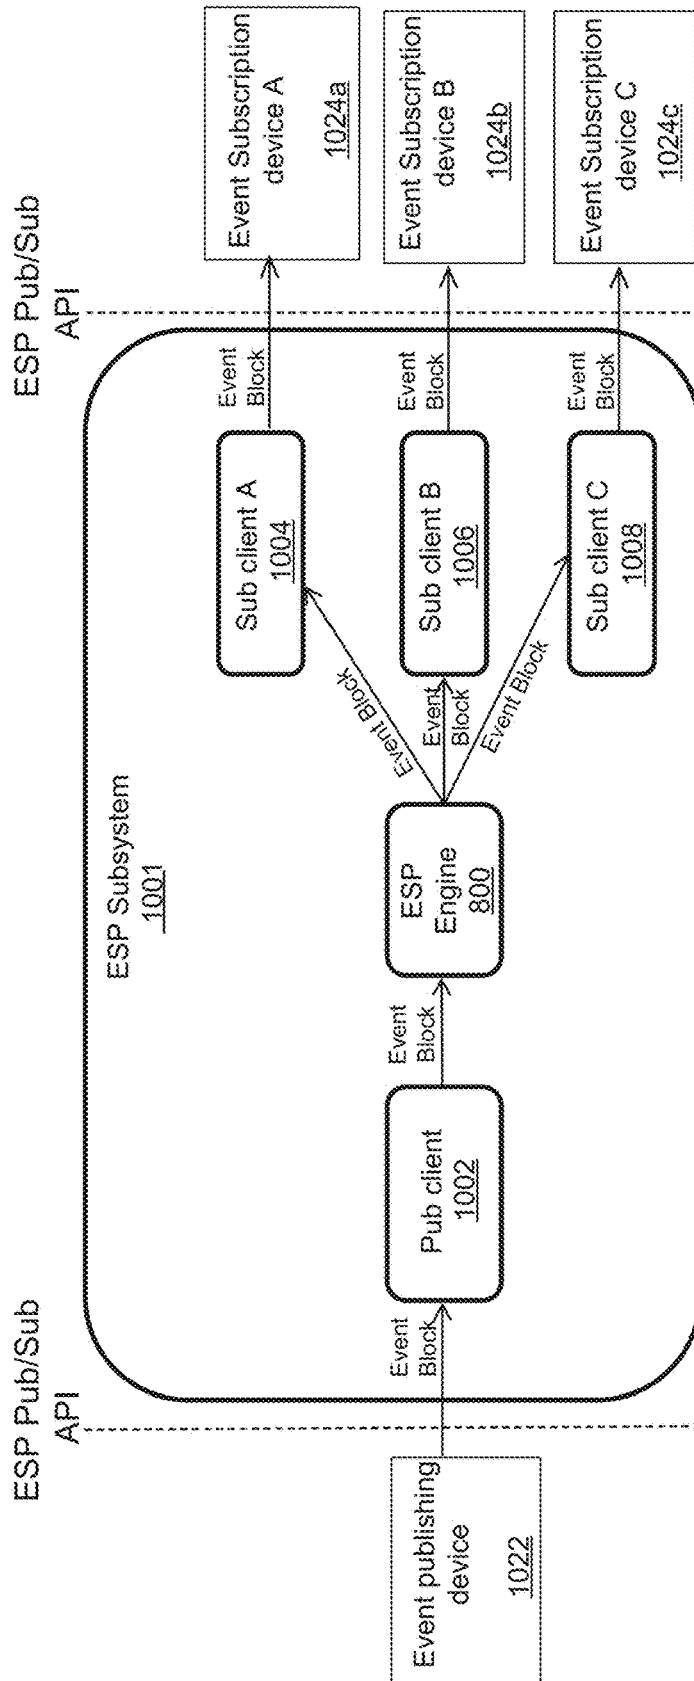 ESP Pub/Sub
API
ESP Pub/Sub
API
ESP Subsystem
1001
Event publishing
device
1022
Event
Block
Pub client
1002
Event
Block
ESP
Engine
800
Event Block
Event
Block
Event Block
Sub client A
1004
Sub client B
1006
Sub client C
1008
Event
Block
Event
Block
Event
Block
Event Subscription
device A
1024a
Event Subscription
device B
1024b
Event Subscription
device C
1024c